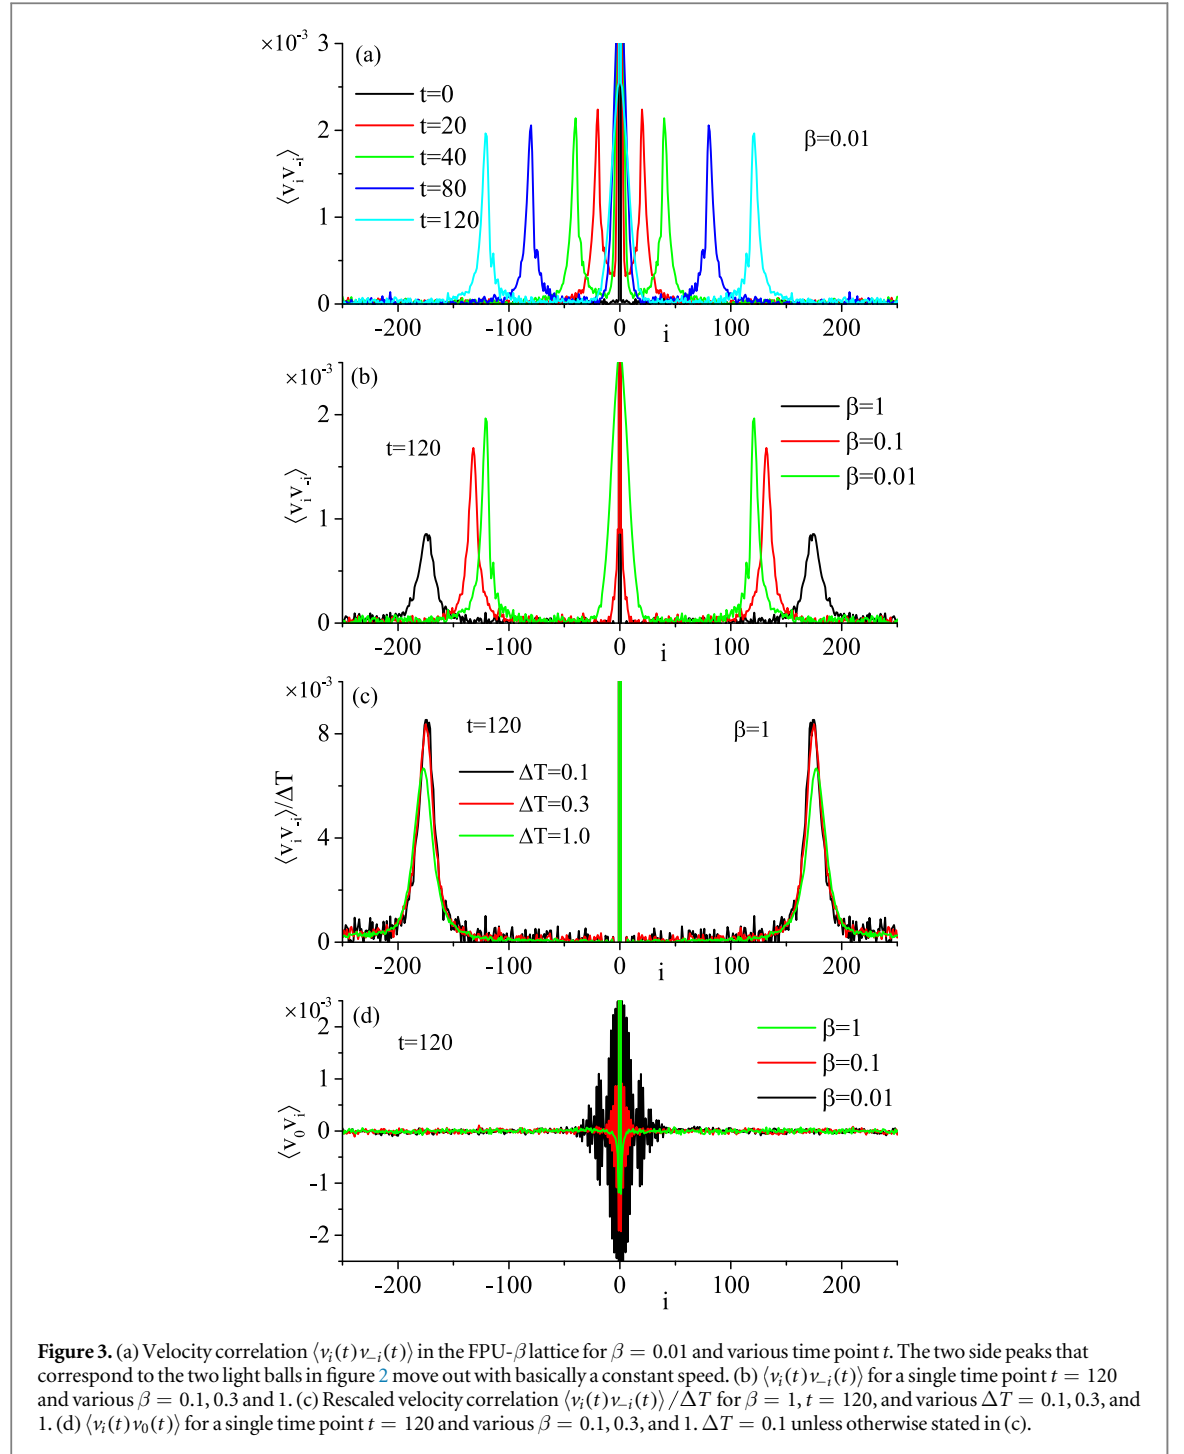 ×10⁻³ 3
(a)
t=0
t=20
t=40
t=80
t=120
β=0.01
2
1
0
⟨v_i v_-i⟩
-200 -100 0 100 200
i
×10⁻³
(b)
β=1
β=0.1
β=0.01
t=120
2
1
0
⟨v_i v_-i⟩
-200 -100 0 100 200
i
×10⁻³
(c)
t=120
β=1
ΔT=0.1
ΔT=0.3
ΔT=1.0
8
4
0
⟨v_i v_-i⟩/ΔT
-200 -100 0 100 200
i
×10⁻³
(d)
t=120
β=1
β=0.1
β=0.01
2
1
0
-1
-2
⟨v_0 v_i⟩
-200 -100 0 100 200
i
Figure 3. (a) Velocity correlation ⟨v_i(t)v_−i(t)⟩ in the FPU-β lattice for β = 0.01 and various time point t. The two side peaks that
correspond to the two light balls in figure 2 move out with basically a constant speed. (b) ⟨v_i(t)v_−i(t)⟩ for a single time point t = 120
and various β = 0.1, 0.3 and 1. (c) Rescaled velocity correlation ⟨v_i(t)v_−i(t)⟩/ΔT for β = 1, t = 120, and various ΔT = 0.1, 0.3, and
1. (d) ⟨v_i(t)v_0(t)⟩ for a single time point t = 120 and various β = 0.1, 0.3, and 1. ΔT = 0.1 unless otherwise stated in (c).